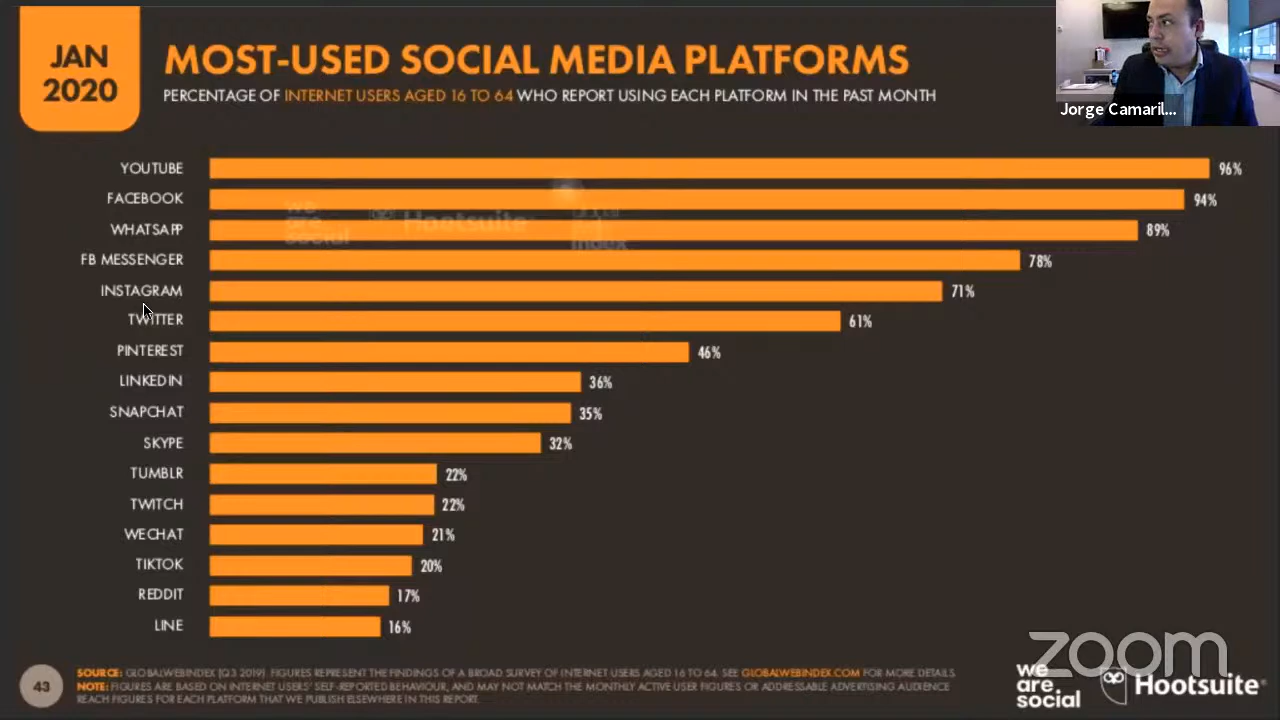 JAN
2020
MOST-USED SOCIAL MEDIA PLATFORMS
PERCENTAGE OF INTERNET USERS AGED 16 TO 64 WHO REPORT USING EACH PLATFORM IN THE PAST MONTH
Jorge Camaril...
YOUTUBE 96%
FACEBOOK 94%
WHATSAPP 89%
FB MESSENGER 78%
INSTAGRAM 71%
TWITTER 61%
PINTEREST 46%
LINKEDIN 36%
SNAPCHAT 35%
SKYPE 32%
TUMBLR 22%
TWITCH 22%
WECHAT 21%
TIKTOK 20%
REDDIT 17%
LINE 16%
we
are
social
Hootsuite
index
43
SOURCE: GLOBALWEBINDEX (Q3 2019). FIGURES REPRESENT THE FINDINGS OF A BROAD SURVEY OF INTERNET USERS AGED 16 TO 64. SEE GLOBALWEBINDEX.COM FOR MORE DETAILS.
NOTE: FIGURES ARE BASED ON INTERNET USERS' SELF-REPORTED BEHAVIOUR, AND MAY NOT MATCH THE MONTHLY ACTIVE USER FIGURES OR ADDRESSABLE ADVERTISING AUDIENCE
REACH FIGURES FOR EACH PLATFORM THAT WE PUBLISH ELSEWHERE IN THIS REPORT.
zoom
we
are
social
Hootsuite®